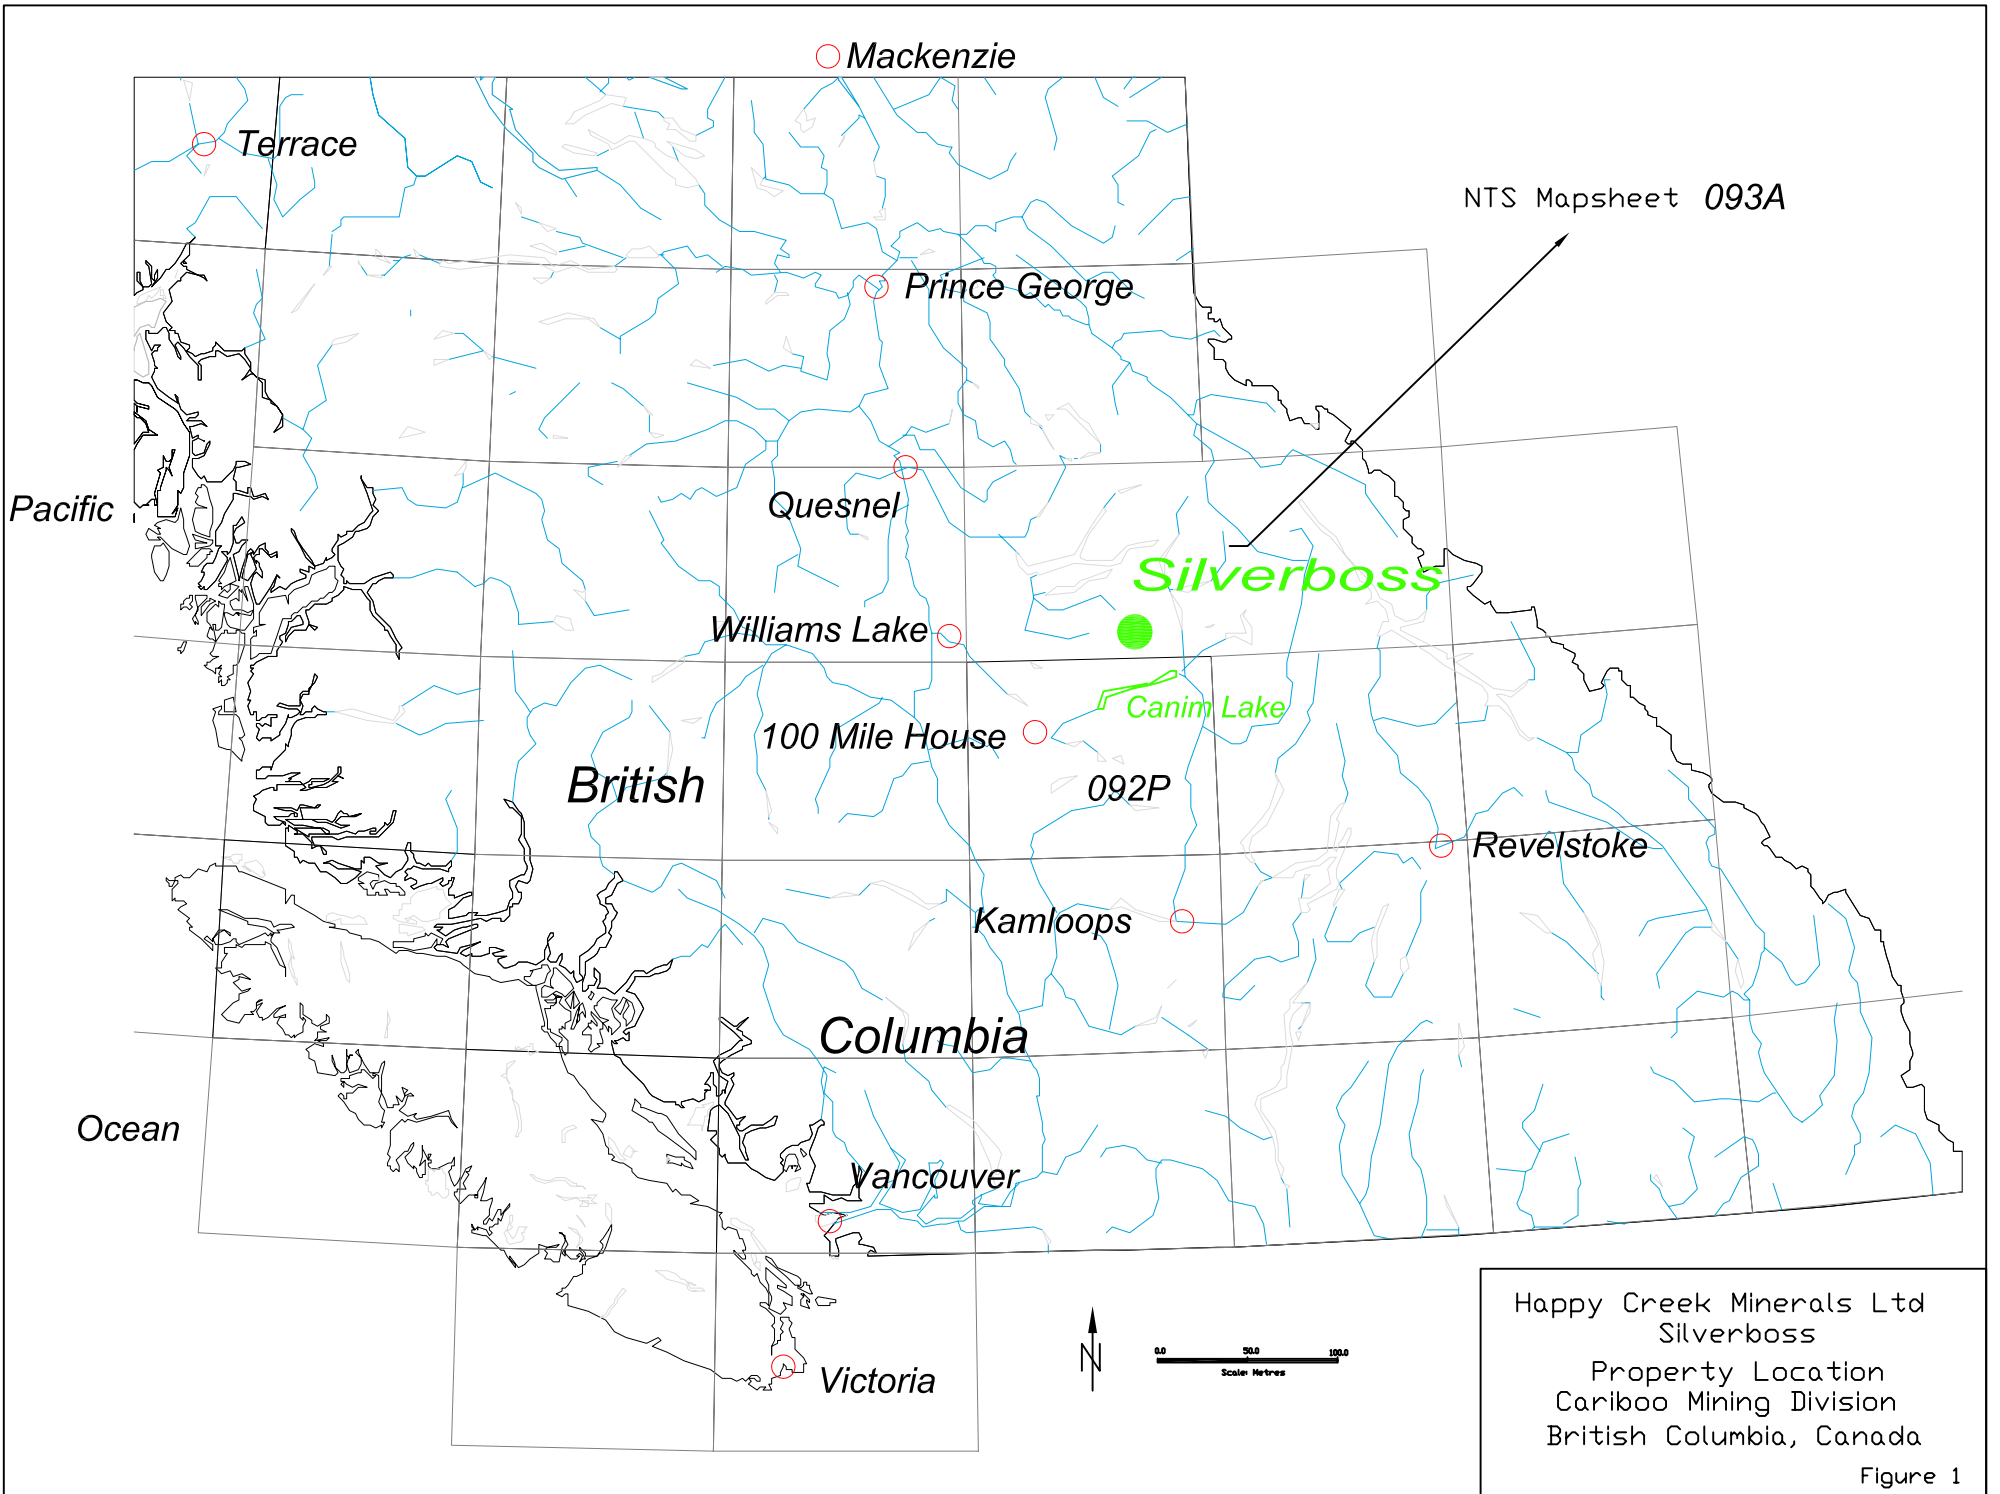 Mackenzie
Terrace
NTS Mapsheet 093A
Prince George
Pacific
Quesnel
Silverboss
Williams Lake
Canim Lake
100 Mile House
British
092P
Revelstoke
Kamloops
Columbia
Ocean
Vancouver
Victoria
N
0.0 50.0 100.0
Scale: Metres
Happy Creek Minerals Ltd
Silverboss
Property Location
Cariboo Mining Division
British Columbia, Canada
Figure 1